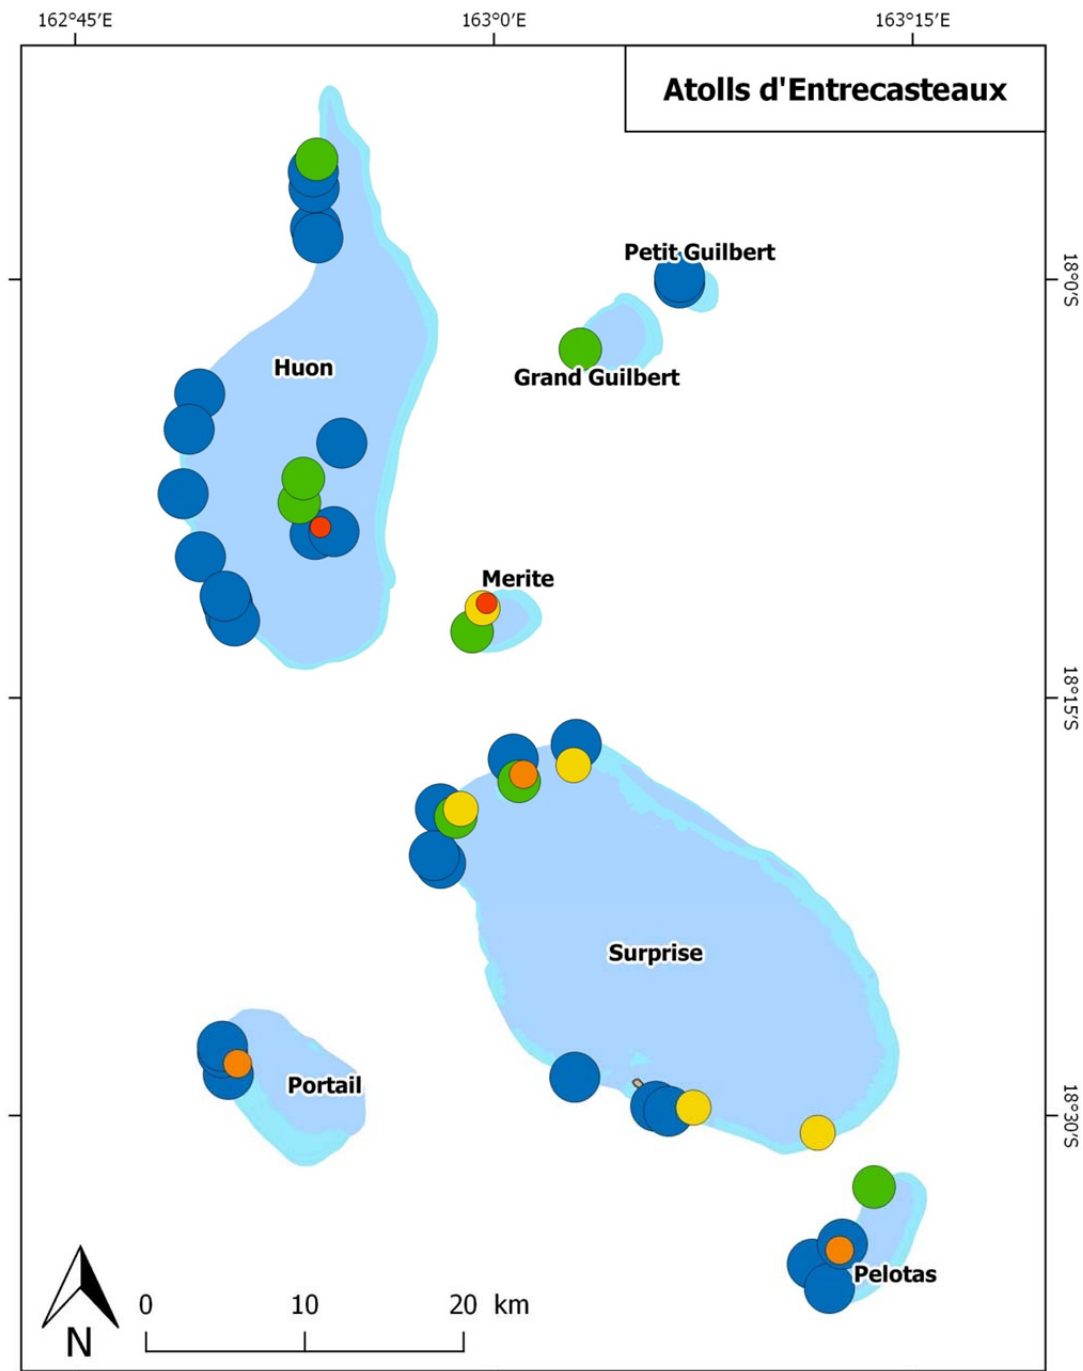 162°45'E 163°0'E 163°15'E
Atolls d'Entrecasteaux
Petit Guilbert
18°0'S
Huon
Grand Guilbert
Merite
18°15'S
Surprise
Portail
18°30'S
Pelotas
0 10 20 km
N